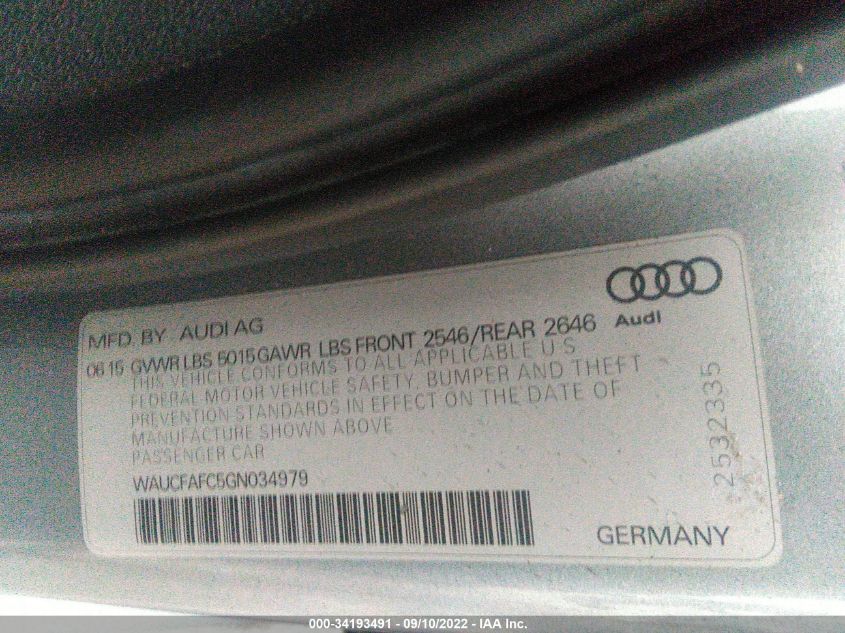 MFD. BY AUDI AG
06 15 GVWR LBS 5015 GAWR LBS FRONT 2546/REAR 2646
THIS VEHICLE CONFORMS TO ALL APPLICABLE U S
FEDERAL MOTOR VEHICLE SAFETY, BUMPER AND THEFT
PREVENTION STANDARDS IN EFFECT ON THE DATE OF
MANUFACTURE SHOWN ABOVE
PASSENGER CAR
WAUCFAFC5GN034979
Audi
2532335
GERMANY
000-34193491 - 09/10/2022 - IAA Inc.